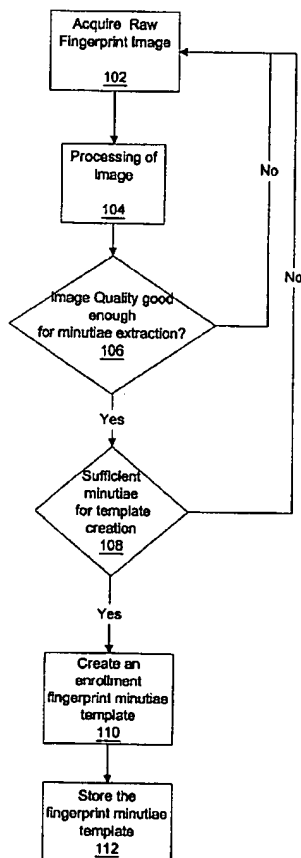 Acquire Raw
Fingerprint Image
102
Processing of
Image
104
No
No
Image Quality good
enough
for minutiae extraction?
106
Yes
Sufficient
minutiae
for template
creation
108
Yes
Create an
enrollment
fingerprint minutiae
template
110
Store the
fingerprint minutiae
template
112